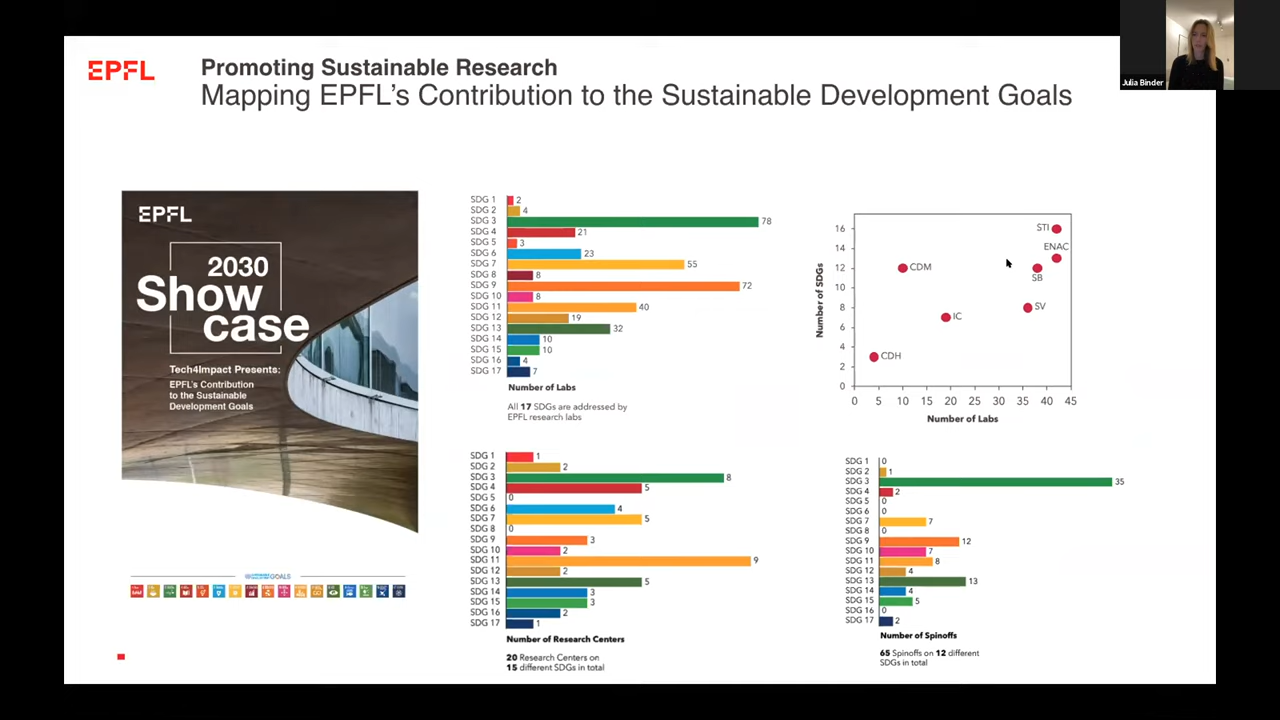 EPFL
Promoting Sustainable Research
Mapping EPFL's Contribution to the Sustainable Development Goals
Julia Binder
EPFL
2030
Show
case
Tech4Impact Presents:
EPFL's Contribution
to the Sustainable
Development Goals
GOALS
SDG 1 2
SDG 2 4
SDG 3 78
SDG 4 21
SDG 5 3
SDG 6 23
SDG 7 55
SDG 8 8
SDG 9 72
SDG 10 8
SDG 11 40
SDG 12 19
SDG 13 32
SDG 14 10
SDG 15 10
SDG 16 4
SDG 17 7
Number of Labs
All 17 SDGs are addressed by
EPFL research labs
Number of SDGs
16
14
12
10
8
6
4
2
0
STI
ENAC
CDM
SB
SV
IC
CDH
0 5 10 15 20 25 30 35 40 45
Number of Labs
SDG 1 1
SDG 2 2
SDG 3 8
SDG 4 5
SDG 5 0
SDG 6 4
SDG 7 5
SDG 8 0
SDG 9 3
SDG 10 2
SDG 11 9
SDG 12 2
SDG 13 5
SDG 14 3
SDG 15 3
SDG 16 2
SDG 17 1
Number of Research Centers
20 Research Centers on
15 different SDGs in total
SDG 1 0
SDG 2 1
SDG 3 35
SDG 4 2
SDG 5 0
SDG 6 0
SDG 7 7
SDG 8 0
SDG 9 12
SDG 10 7
SDG 11 8
SDG 12 4
SDG 13 13
SDG 14 4
SDG 15 5
SDG 16 0
SDG 17 2
Number of Spinoffs
65 Spinoffs on 12 different
SDGs in total